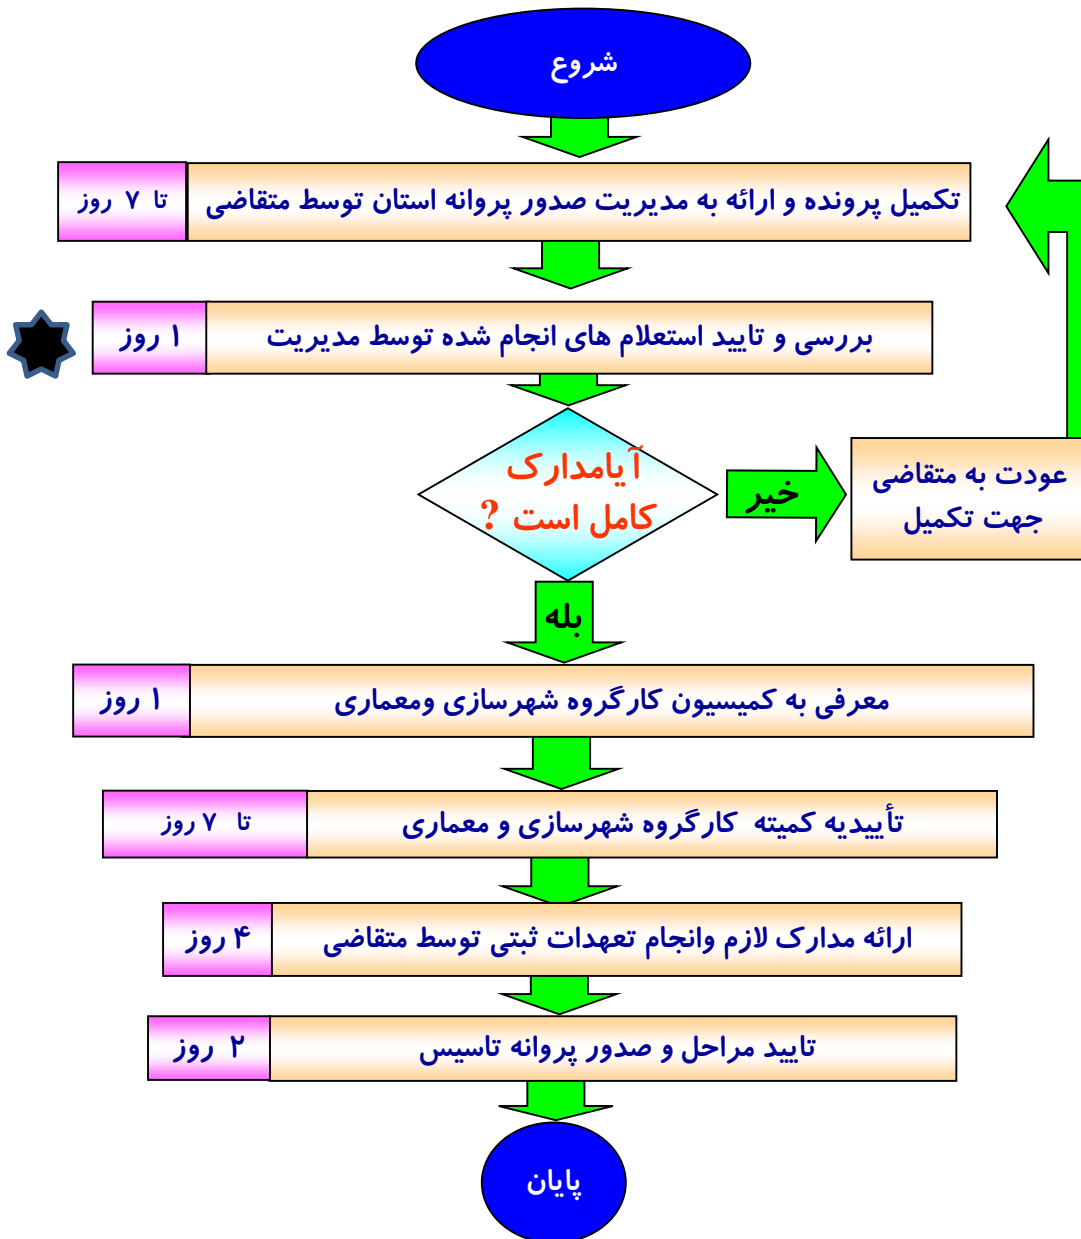 شروع
تکمیل پرونده و ارائه به مدیریت صدور پروانه استان توسط متقاضی
تا ۷ روز
بررسی و تایید استعلام های انجام شده توسط مدیریت
۱ روز
آیامدارک
کامل است ?
خیر
عودت به متقاضی
جهت تکمیل
بله
معرفی به کمیسیون کارگروه شهرسازی ومعماری
۱ روز
تأییدیه کمیته کارگروه شهرسازی و معماری
تا ۷ روز
ارائه مدارک لازم وانجام تعهدات ثبتی توسط متقاضی
۴ روز
تایید مراحل و صدور پروانه تاسیس
۲ روز
پایان